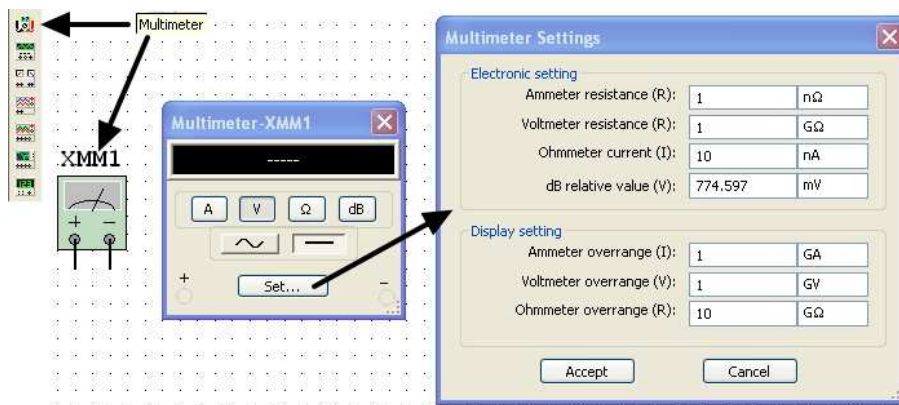 Multimeter
XMM1
+ −
Multimeter-XMM1
-----
A V Ω dB
+ Set... −
Multimeter Settings
Electronic setting
Ammeter resistance (R): 1 nΩ
Voltmeter resistance (R): 1 GΩ
Ohmmeter current (I): 10 nA
dB relative value (V): 774.597 mV
Display setting
Ammeter overrange (I): 1 GA
Voltmeter overrange (V): 1 GV
Ohmmeter overrange (R): 10 GΩ
Accept Cancel